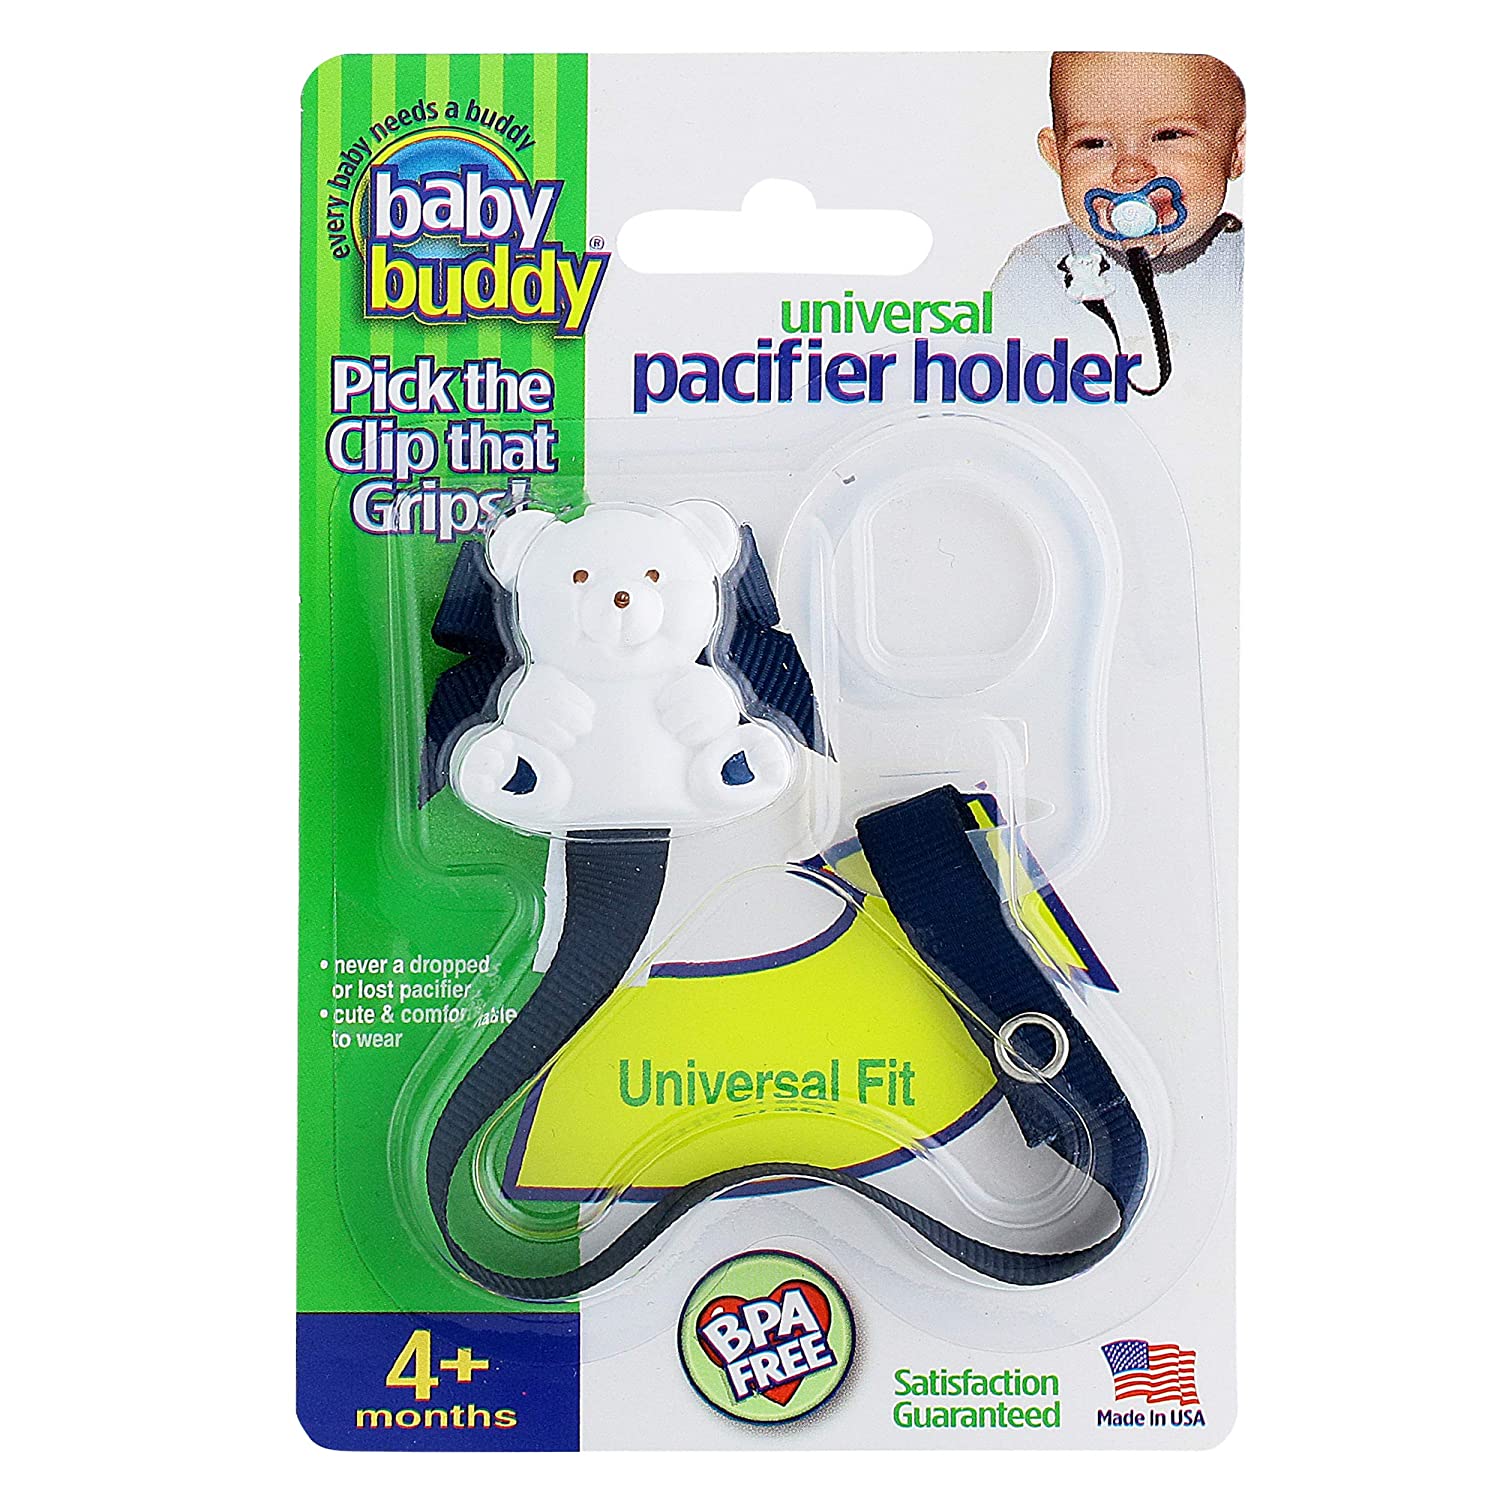 every baby needs a buddy
baby
buddy®
universal
pacifier holder
Pick the
Clip that
Grips!
• never a dropped
or lost pacifier
• cute & comfortable
to wear
Universal Fit
4+
months
BPA
FREE
Satisfaction
Guaranteed
Made In USA